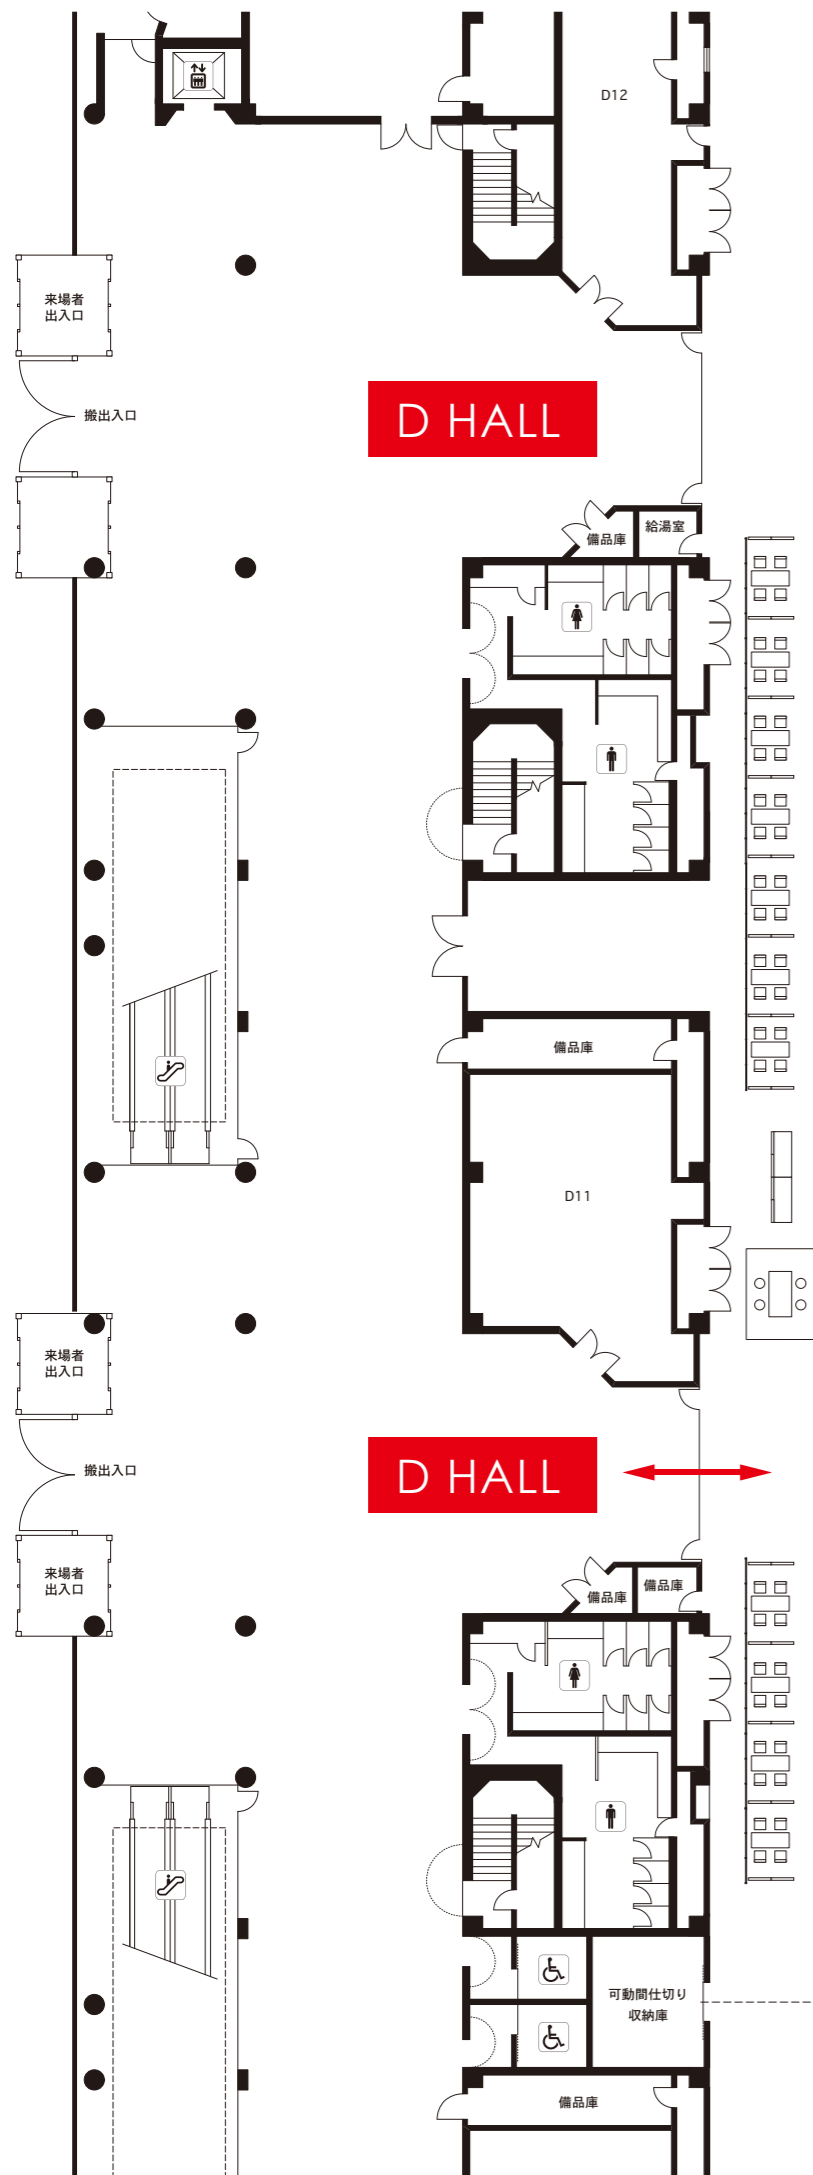 D12
来場者
出入口
搬出入口
D HALL
備品庫
給湯室
備品庫
D11
来場者
出入口
搬出入口
D HALL
来場者
出入口
備品庫
備品庫
可動間仕切り
収納庫
備品庫